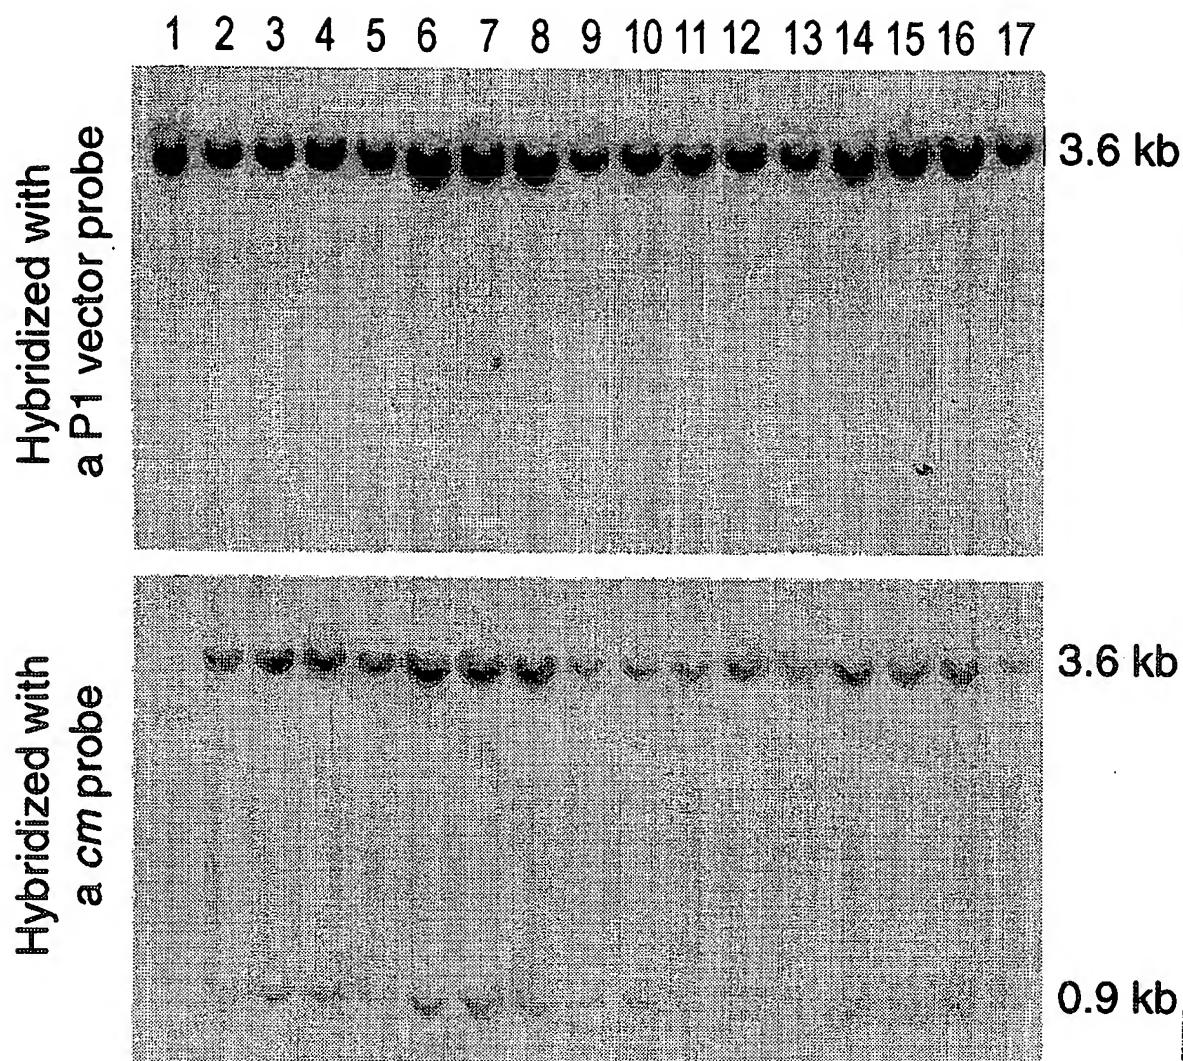 1 2 3 4 5 6 7 8 9 10 11 12 13 14 15 16 17
Hybridized with
a P1 vector probe
3.6 kb
Hybridized with
a cm probe
3.6 kb
0.9 kb